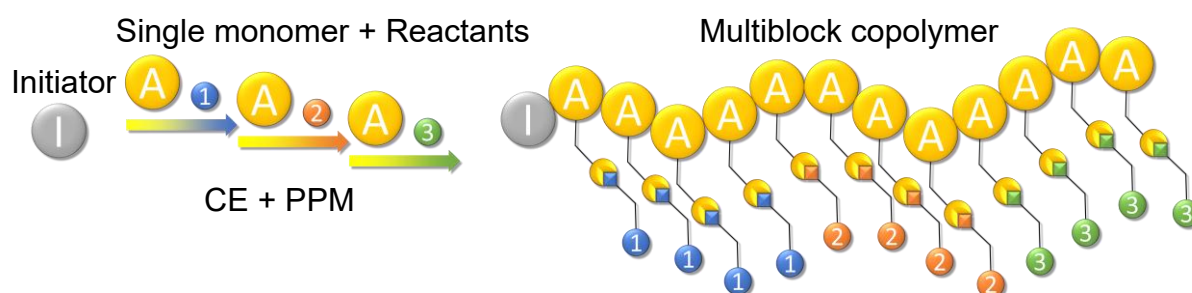 Single monomer + Reactants
Multiblock copolymer
Initiator
I
A 1 A 2 A 3
CE + PPM
I A A A A A A A A A A A A
1 1 1 1 2 2 2 2 3 3 3 3